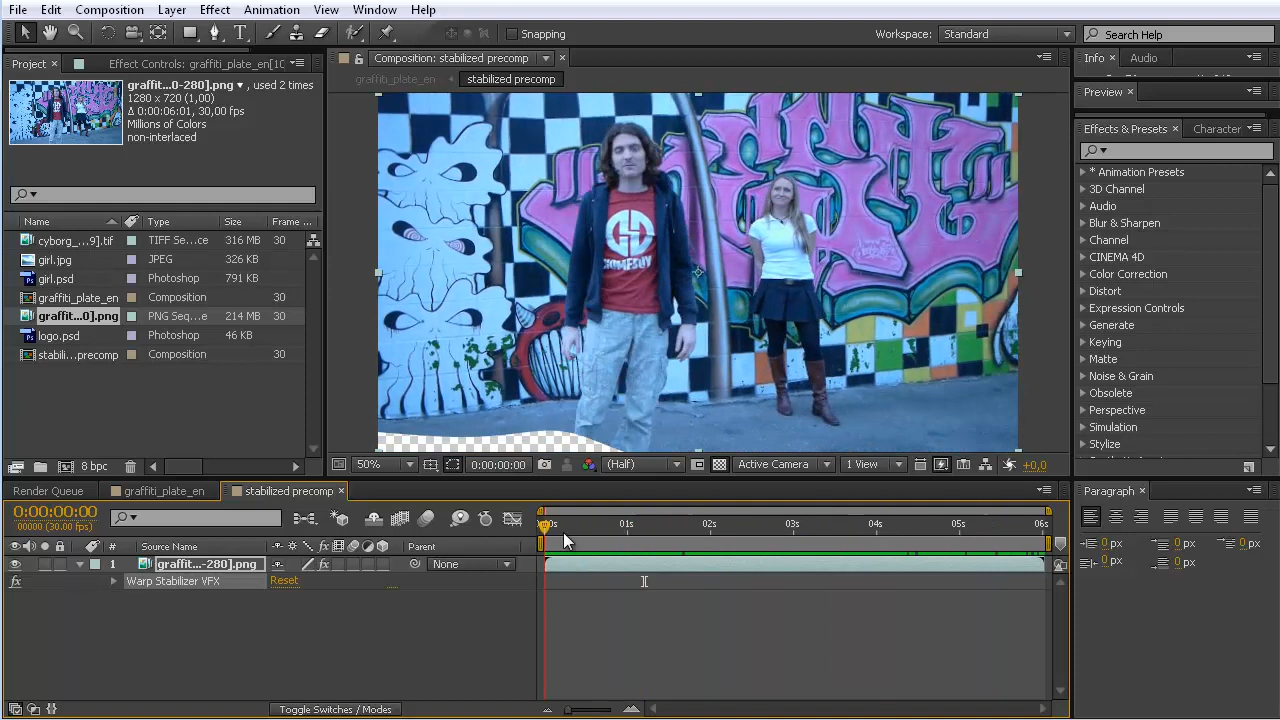 File Edit Composition Layer Effect Animation View Window Help
Snapping
Workspace: Standard
Search Help
Project × Effect Controls: graffiti_plate_en[10
Composition: stabilized precomp
Info × Audio
graffiti_plate_en stabilized precomp
graffit...0-280].png ▾ , used 2 times
1280 x 720 (1,00)
Δ 0:00:06:01, 30,00 fps
Millions of Colors
non-interlaced
Preview ×
Effects & Presets × Character
* Animation Presets
3D Channel
Audio
Blur & Sharpen
Channel
CINEMA 4D
Color Correction
Distort
Expression Controls
Generate
Keying
Matte
Noise & Grain
Obsolete
Perspective
Simulation
Stylize
Name Type Size Frame ...
cyborg_...9].tif TIFF Se...ce 316 MB 30
girl.jpg JPEG 326 KB
girl.psd Photoshop 791 KB
graffiti_plate_en Composition 30
graffit...0].png PNG Seq...e 214 MB 30
logo.psd Photoshop 46 KB
stabili...precomp Composition 30
HOMEBOY
8 bpc
50% 0:00:00:00 (Half) Active Camera 1 View +0,0
Render Queue graffiti_plate_en stabilized precomp ×
0:00:00:00
00000 (30.00 fps)
01s 02s 03s 04s 05s 06s
# Source Name Parent
1 graffit...-280].png None
Warp Stabilizer VFX Reset
Toggle Switches / Modes
Paragraph ×
0 px 0 px 0 px
0 px 0 px